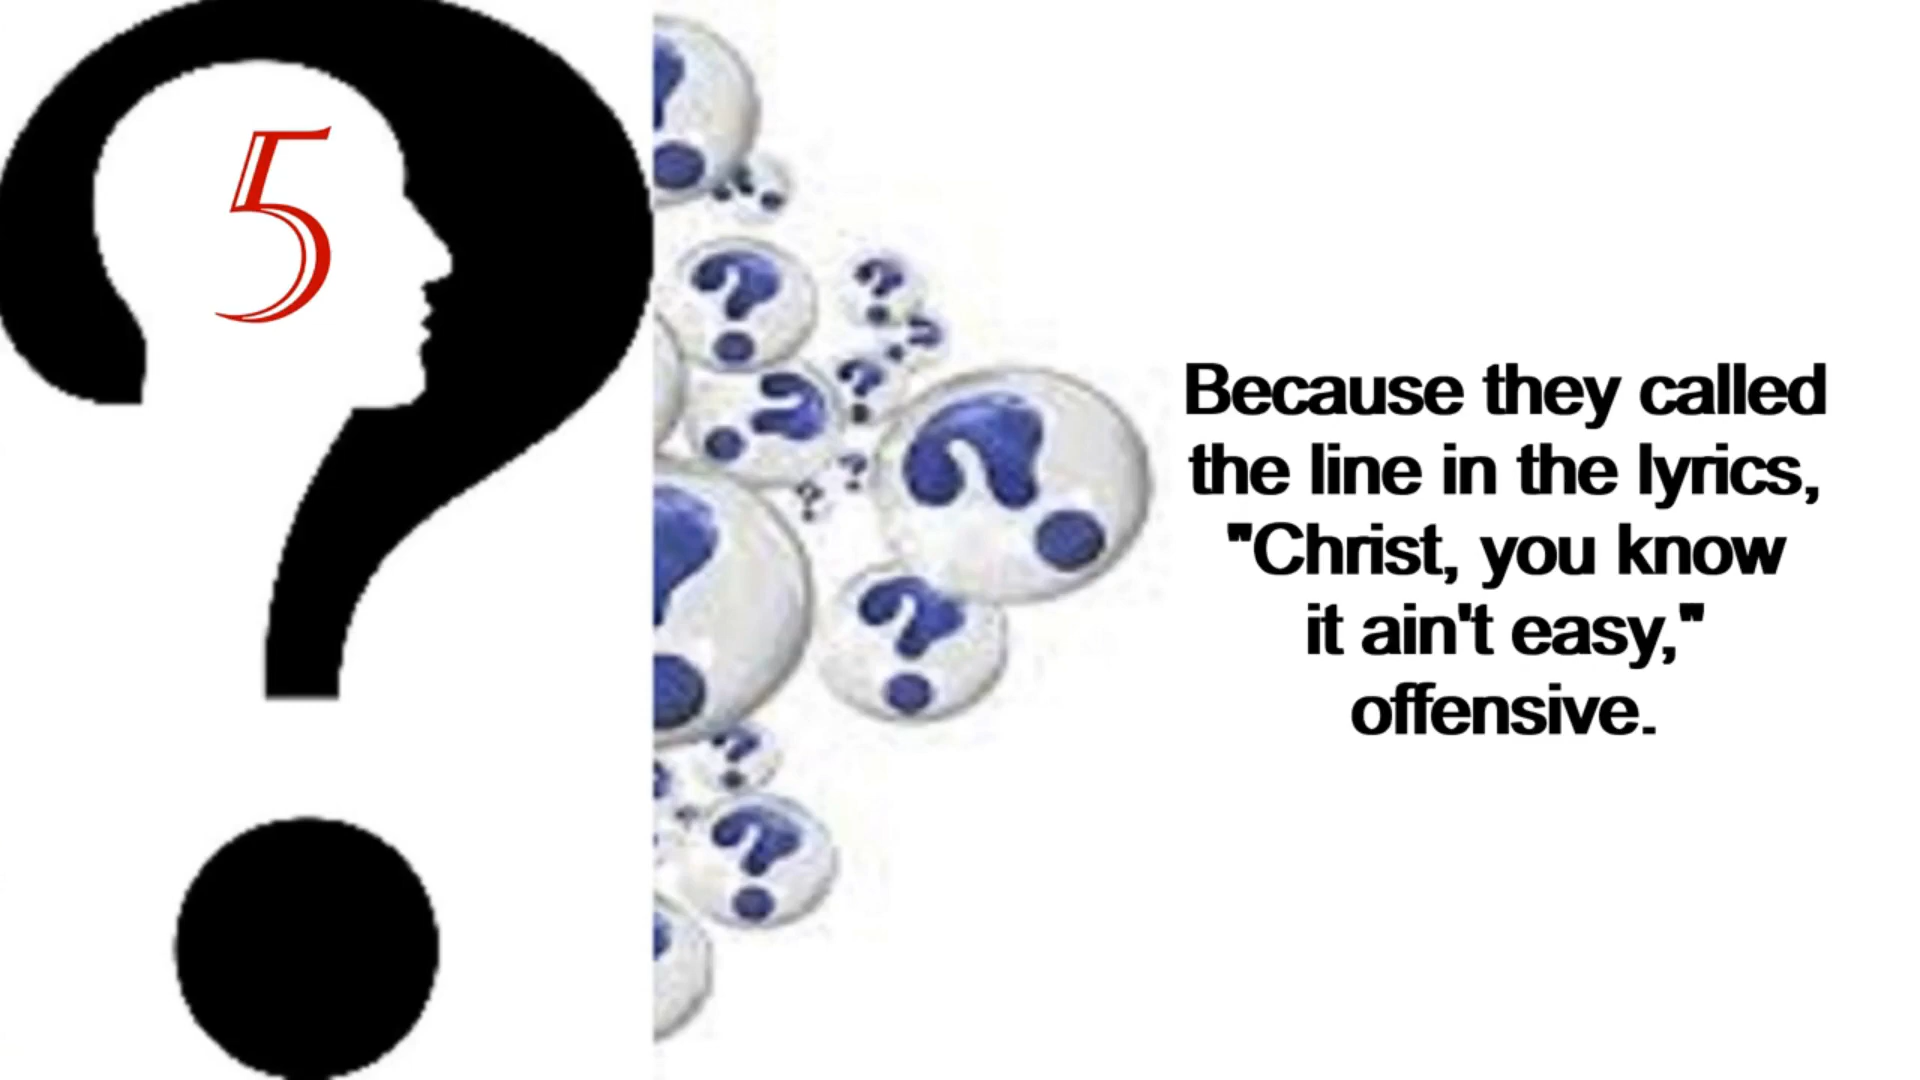 5
Because they called
the line in the lyrics,
"Christ, you know
it ain't easy,"
offensive.